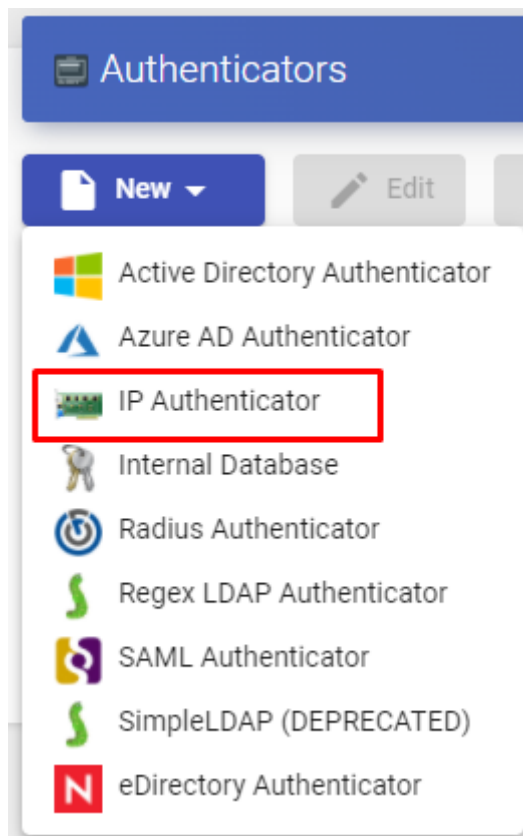 Authenticators
New
Edit
Active Directory Authenticator
Azure AD Authenticator
IP Authenticator
Internal Database
Radius Authenticator
Regex LDAP Authenticator
SAML Authenticator
SimpleLDAP (DEPRECATED)
eDirectory Authenticator